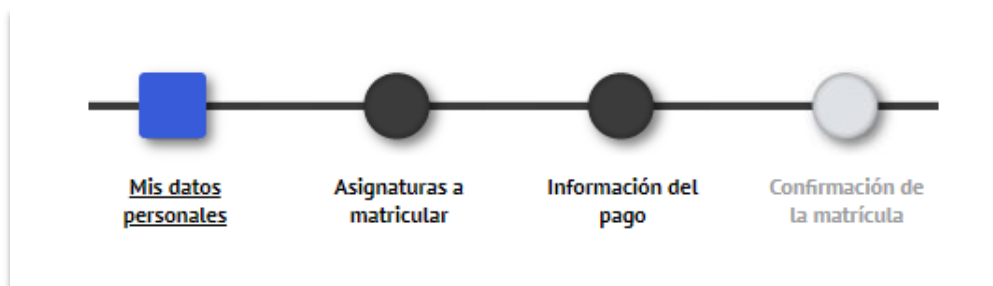 Mis datos
personales
Asignaturas a
matricular
Información del
pago
Confirmación de
la matrícula